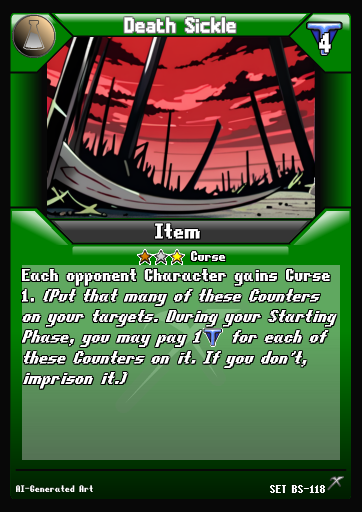 Death Sickle
4
Item
Curse
Each opponent Character gains Curse
1. (Put that many of these Counters
on your targets. During your Starting
Phase, you may pay 1 for each of
these Counters on it. If you don't,
imprison it.)
AI-Generated Art
SET BS-118